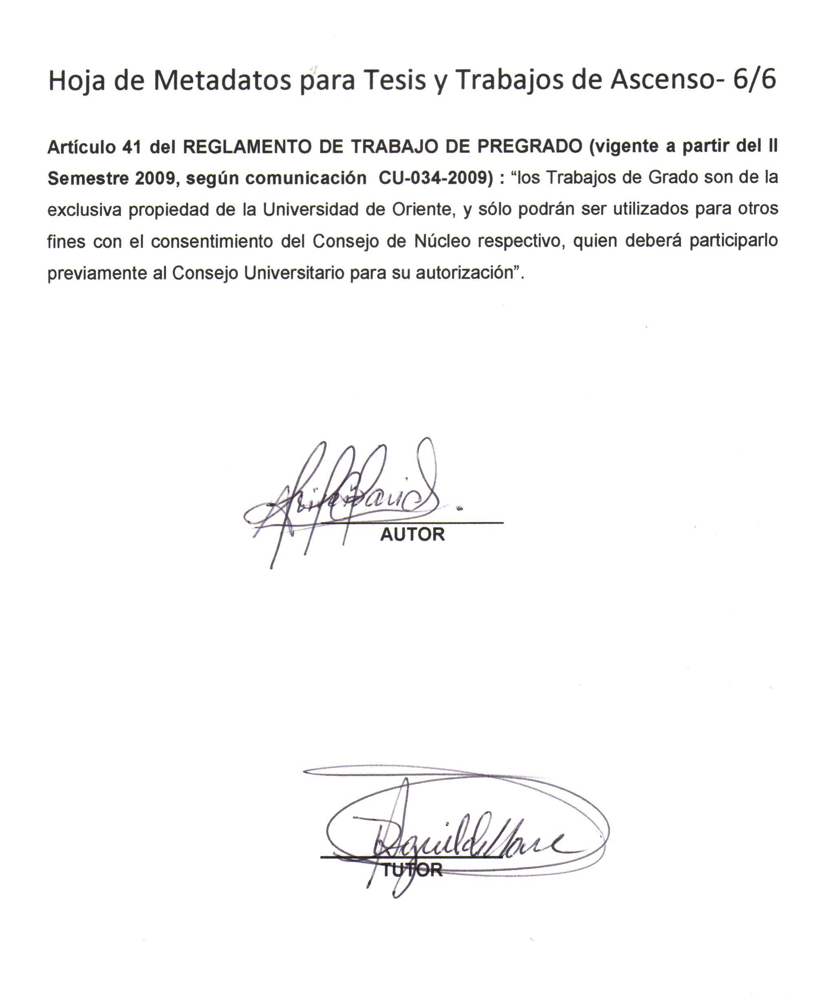 Hoja de Metadatos para Tesis y Trabajos de Ascenso- 6/6
Artículo 41 del REGLAMENTO DE TRABAJO DE PREGRADO (vigente a partir del II
Semestre 2009, según comunicación CU-034-2009) : “los Trabajos de Grado son de la
exclusiva propiedad de la Universidad de Oriente, y sólo podrán ser utilizados para otros
fines con el consentimiento del Consejo de Núcleo respectivo, quien deberá participarlo
previamente al Consejo Universitario para su autorización”.
AUTOR
TUTOR